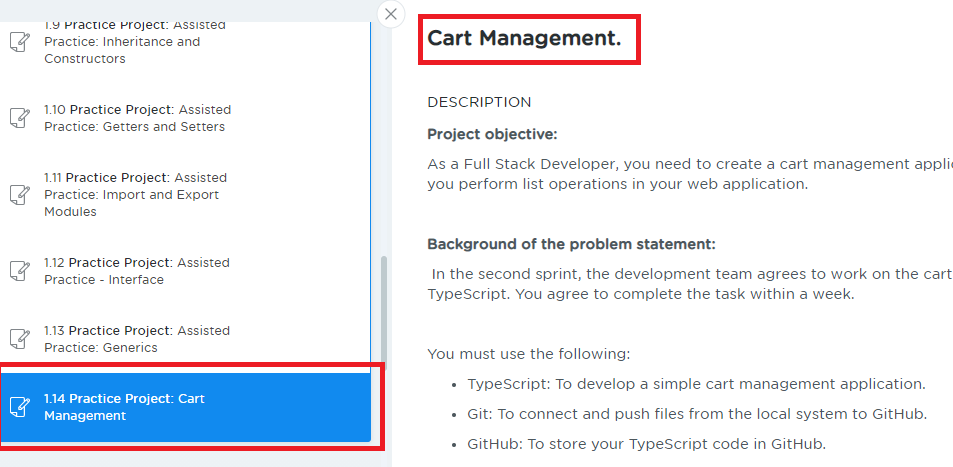 1.9 Practice Project: Assisted
Practice: Inheritance and
Constructors
1.10 Practice Project: Assisted
Practice: Getters and Setters
1.11 Practice Project: Assisted
Practice: Import and Export
Modules
1.12 Practice Project: Assisted
Practice - Interface
1.13 Practice Project: Assisted
Practice: Generics
1.14 Practice Project: Cart
Management
Cart Management.
DESCRIPTION
Project objective:
As a Full Stack Developer, you need to create a cart management
you perform list operations in your web application.
Background of the problem statement:
In the second sprint, the development team agrees to work on the cart
TypeScript. You agree to complete the task within a week.
You must use the following:
• TypeScript: To develop a simple cart management application.
• Git: To connect and push files from the local system to GitHub.
• GitHub: To store your TypeScript code in GitHub.